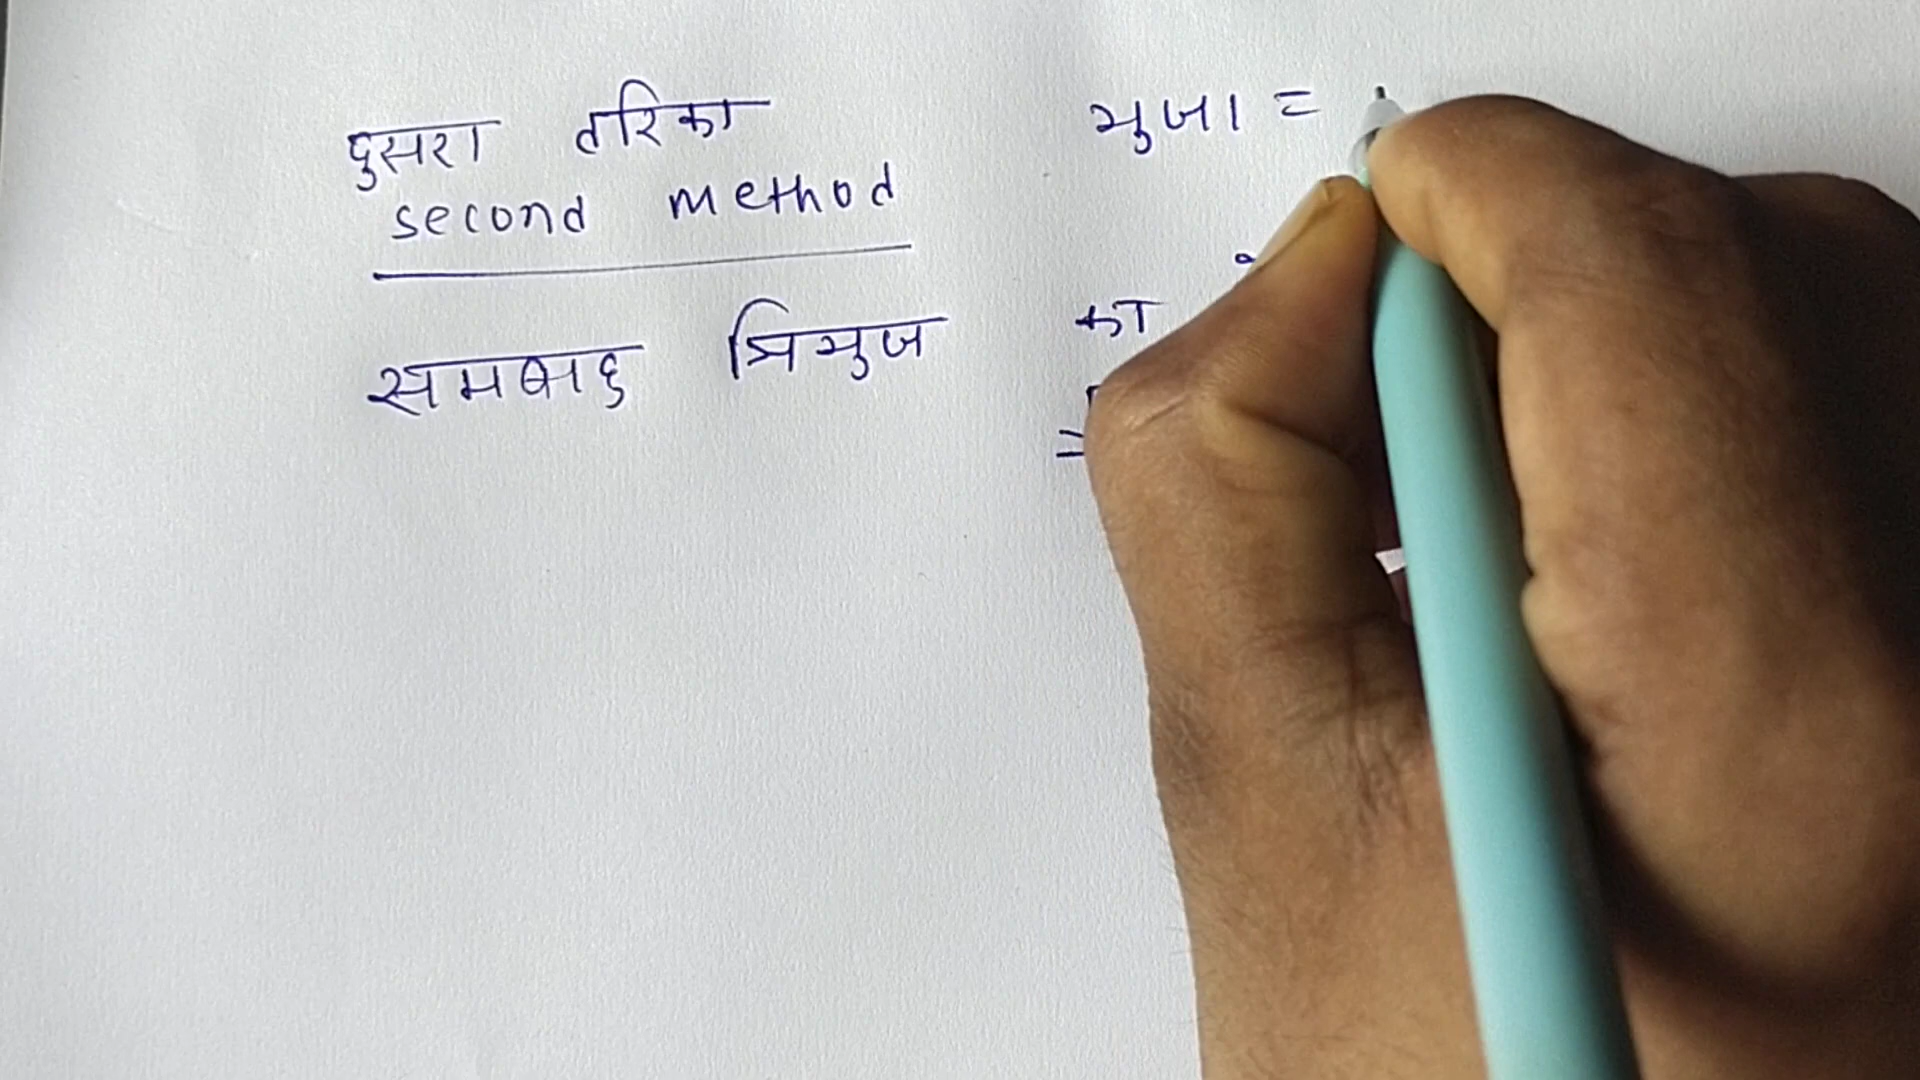 दुसरा तरिका
second method
समबाहु त्रिभुज
भुजा =
का
=